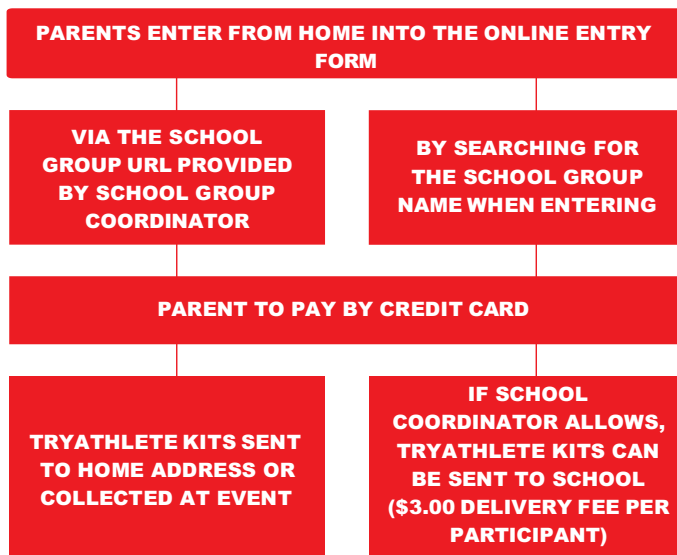 PARENTS ENTER FROM HOME INTO THE ONLINE ENTRY
FORM
VIA THE SCHOOL
GROUP URL PROVIDED
BY SCHOOL GROUP
COORDINATOR
BY SEARCHING FOR
THE SCHOOL GROUP
NAME WHEN ENTERING
PARENT TO PAY BY CREDIT CARD
TRYATHLETE KITS SENT
TO HOME ADDRESS OR
COLLECTED AT EVENT
IF SCHOOL
COORDINATOR ALLOWS,
TRYATHLETE KITS CAN
BE SENT TO SCHOOL
($3.00 DELIVERY FEE PER
PARTICIPANT)